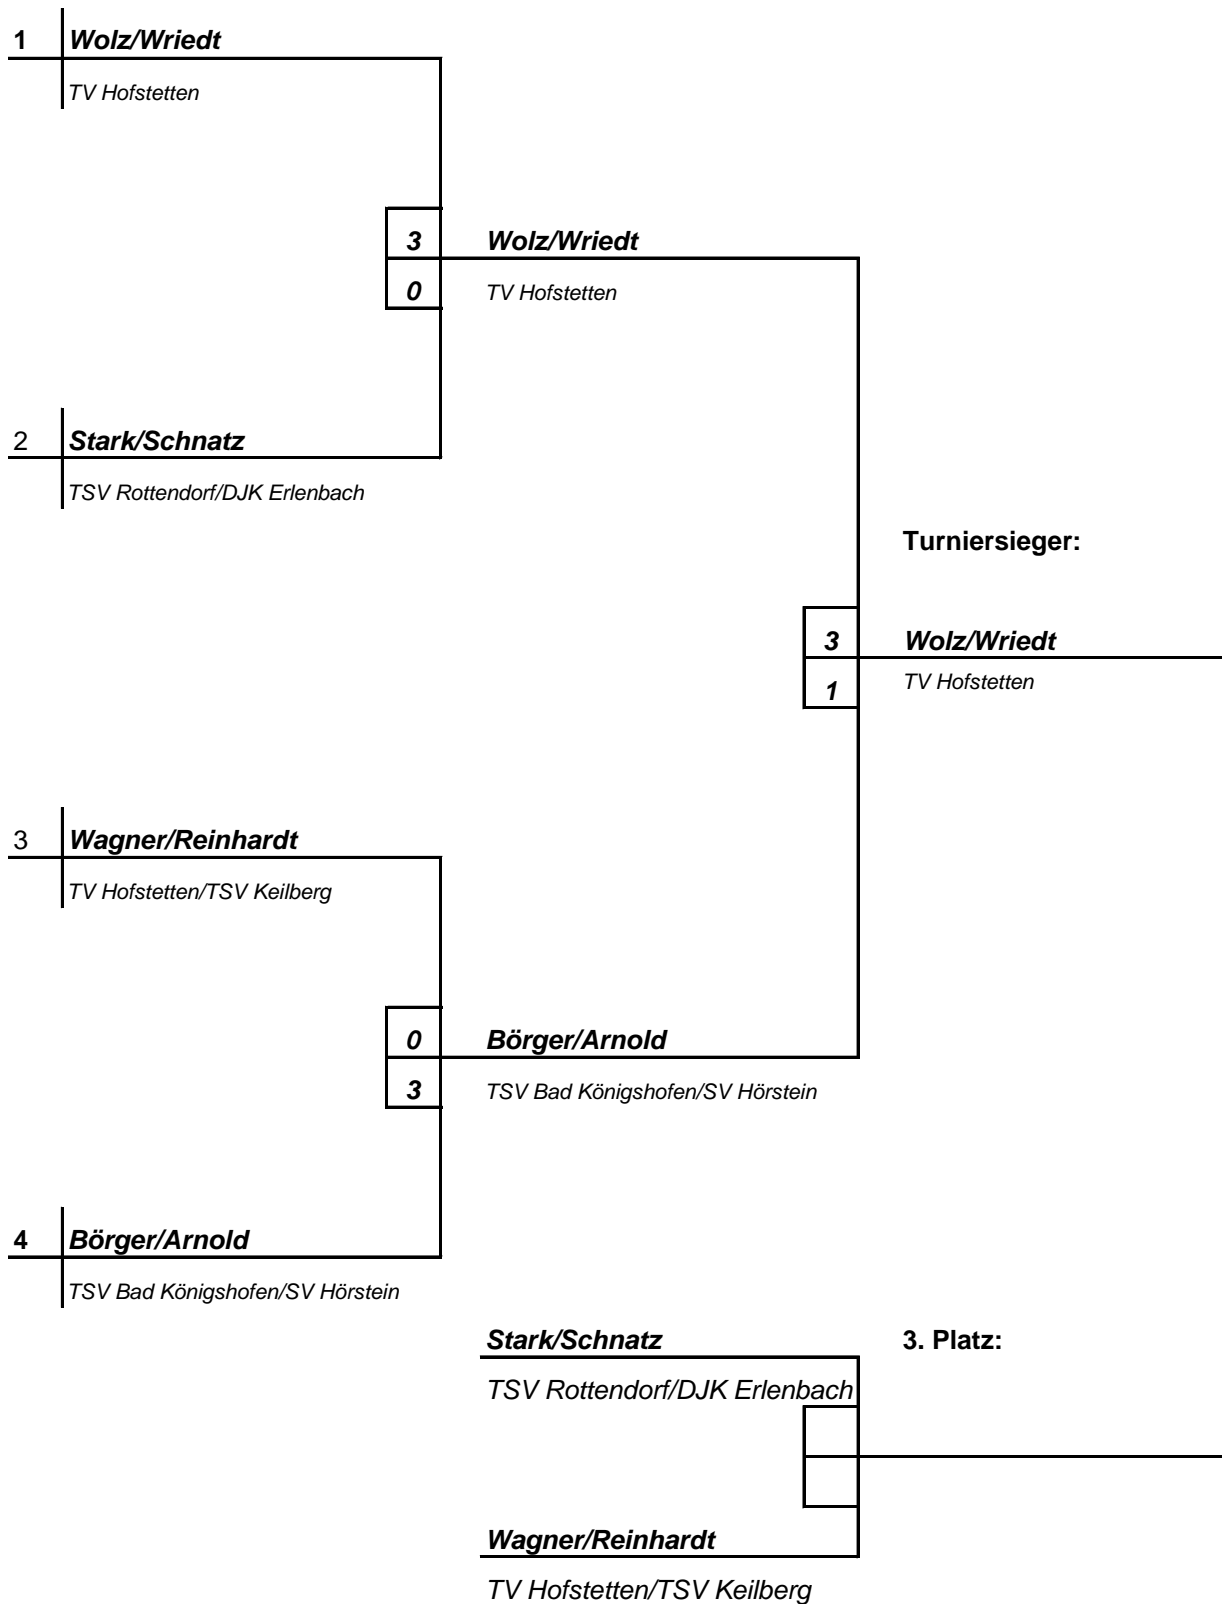 1 Wolz/Wriedt
TV Hofstetten
3 Wolz/Wriedt
0 TV Hofstetten
2 Stark/Schnatz
TSV Rottendorf/DJK Erlenbach
Turniersieger:
3 Wolz/Wriedt
1 TV Hofstetten
3 Wagner/Reinhardt
TV Hofstetten/TSV Keilberg
0 Börger/Arnold
3 TSV Bad Königshofen/SV Hörstein
4 Börger/Arnold
TSV Bad Königshofen/SV Hörstein
Stark/Schnatz 3. Platz:
TSV Rottendorf/DJK Erlenbach
Wagner/Reinhardt
TV Hofstetten/TSV Keilberg